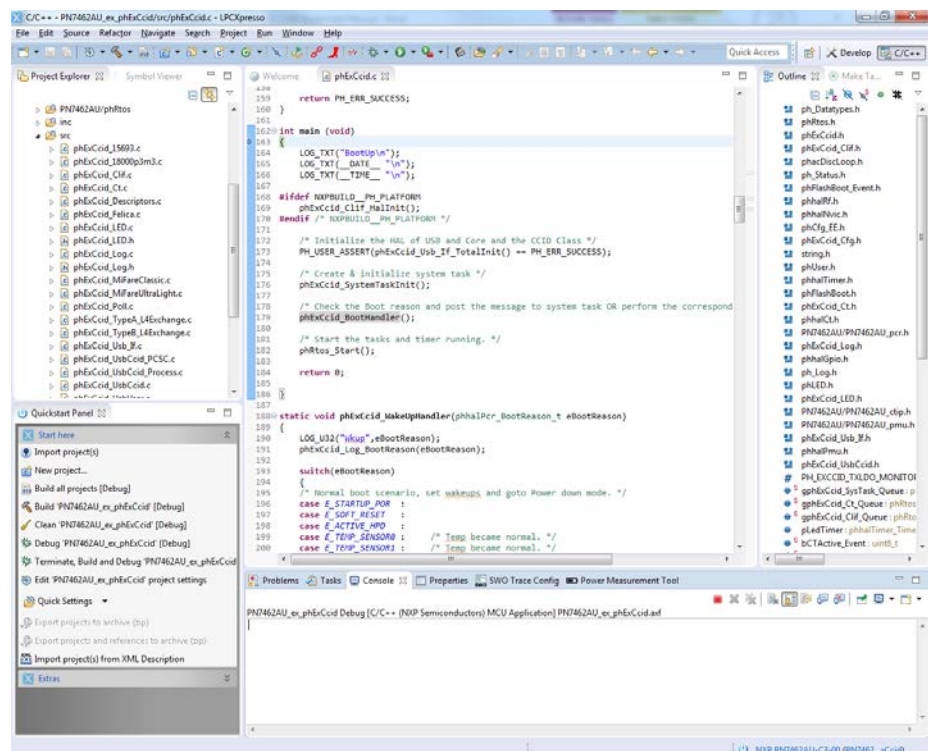 C/C++ - PN7462AU_ex_phExCcid/src/phExCcid.c - LPCXpresso
File Edit Source Refactor Navigate Search Project Run Window Help
Quick Access
Develop
C/C++
Project Explorer
Symbol Viewer
PN7462AU/phRtos
inc
src
phExCcid_15693.c
phExCcid_18000p3m3.c
phExCcid_Clif.c
phExCcid_Ct.c
phExCcid_Descriptors.c
phExCcid_Felica.c
phExCcid_LED.c
phExCcid_LED.h
phExCcid_Log.c
phExCcid_Log.h
phExCcid_MiFareClassic.c
phExCcid_MiFareUltraLight.c
phExCcid_Poll.c
phExCcid_TypeA_L4Exchange.c
phExCcid_TypeB_L4Exchange.c
phExCcid_Usb_If.c
phExCcid_UsbCcid_PCSC.c
phExCcid_UsbCcid_Process.c
phExCcid_UsbCcid.c
Quickstart Panel
Start here
Import project(s)
New project...
Build all projects [Debug]
Build 'PN7462AU_ex_phExCcid' [Debug]
Clean 'PN7462AU_ex_phExCcid' [Debug]
Debug 'PN7462AU_ex_phExCcid' [Debug]
Terminate, Build and Debug 'PN7462AU_ex_phExCcid
Edit 'PN7462AU_ex_phExCcid' project settings
Quick Settings
Export projects to archive (zip)
Export projects and references to archive (zip)
Import project(s) from XML Description
Extras
Welcome
phExCcid.c
159 return PH_ERR_SUCCESS;
160 }
161
162 int main (void)
163 {
164 LOG_TXT("BootUp\n");
165 LOG_TXT(__DATE__ "\n");
166 LOG_TXT(__TIME__ "\n");
167
168 #ifdef NXPBUILD__PH_PLATFORM
169 phExCcid_Clif_HalInit();
170 #endif /* NXPBUILD__PH_PLATFORM */
171
172 /* Initialize the HAL of USB and Core and the CCID Class */
173 PH_USER_ASSERT(phExCcid_Usb_If_TotalInit() == PH_ERR_SUCCESS);
174
175 /* Create & initialize system task */
176 phExCcid_SystemTaskInit();
177
178 /* Check the Boot reason and post the message to system task OR perform the correspond
179 phExCcid_BootHandler();
180
181 /* Start the tasks and timer running. */
182 phRtos_Start();
183
184 return 0;
185
186 }
187
188 static void phExCcid_WakeUpHandler(phhalPcr_BootReason_t eBootReason)
189 {
190 LOG_U32("Wkup",eBootReason);
191 phExCcid_Log_BootReason(eBootReason);
192
193 switch(eBootReason)
194 {
195 /* Normal boot scenario, set wakeups and goto Power down mode. */
196 case E_STARTUP_POR :
197 case E_SOFT_RESET :
198 case E_ACTIVE_HPD :
199 case E_TEMP_SENSOR0 : /* Temp became normal. */
200 case E_TEMP_SENSOR1 : /* Temp became normal. */
Outline
Make Ta...
ph_Datatypes.h
phRtos.h
phExCcid.h
phExCcid_Clif.h
phacDiscLoop.h
ph_Status.h
phFlashBoot_Event.h
phhalRf.h
phhalNvic.h
phCfg_EE.h
phExCcid_Cfg.h
string.h
phUser.h
phhalTimer.h
phFlashBoot.h
phExCcid_Ct.h
phhalCt.h
PN7462AU/PN7462AU_pcr.h
phExCcid_Log.h
phhalGpio.h
ph_Log.h
phLED.h
phExCcid_LED.h
PN7462AU/PN7462AU_ctip.h
PN7462AU/PN7462AU_pmu.h
phExCcid_Usb_If.h
phhalPmu.h
phExCcid_UsbCcid.h
PH_EXCCID_TXLDO_MONITOR
gphExCcid_SysTask_Queue : p
gphExCcid_Ct_Queue : phRtos
gphExCcid_Clif_Queue : phRto
pLedTimer : phhalTimer_Time
bCTActive_Event : uint8_t
Problems Tasks Console Properties SWO Trace Config Power Measurement Tool
PN7462AU_ex_phExCcid Debug [C/C++ (NXP Semiconductors) MCU Application] PN7462AU_ex_phExCcid.axf